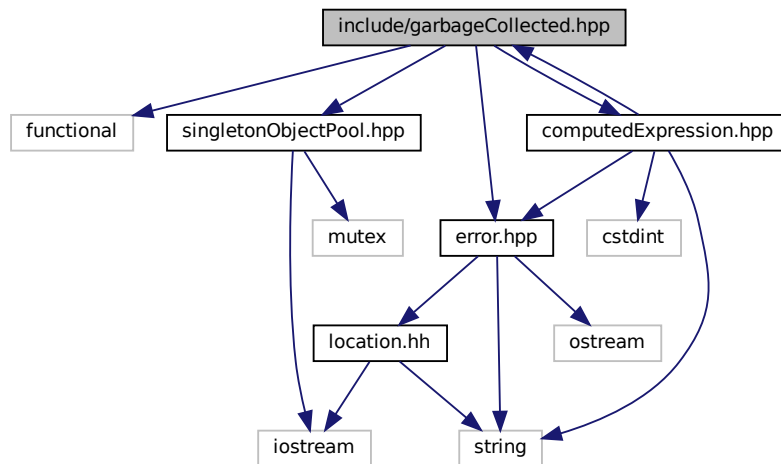 include/garbageCollected.hpp
functional
singletonObjectPool.hpp
computedExpression.hpp
mutex
error.hpp
cstdint
location.hh
ostream
iostream
string